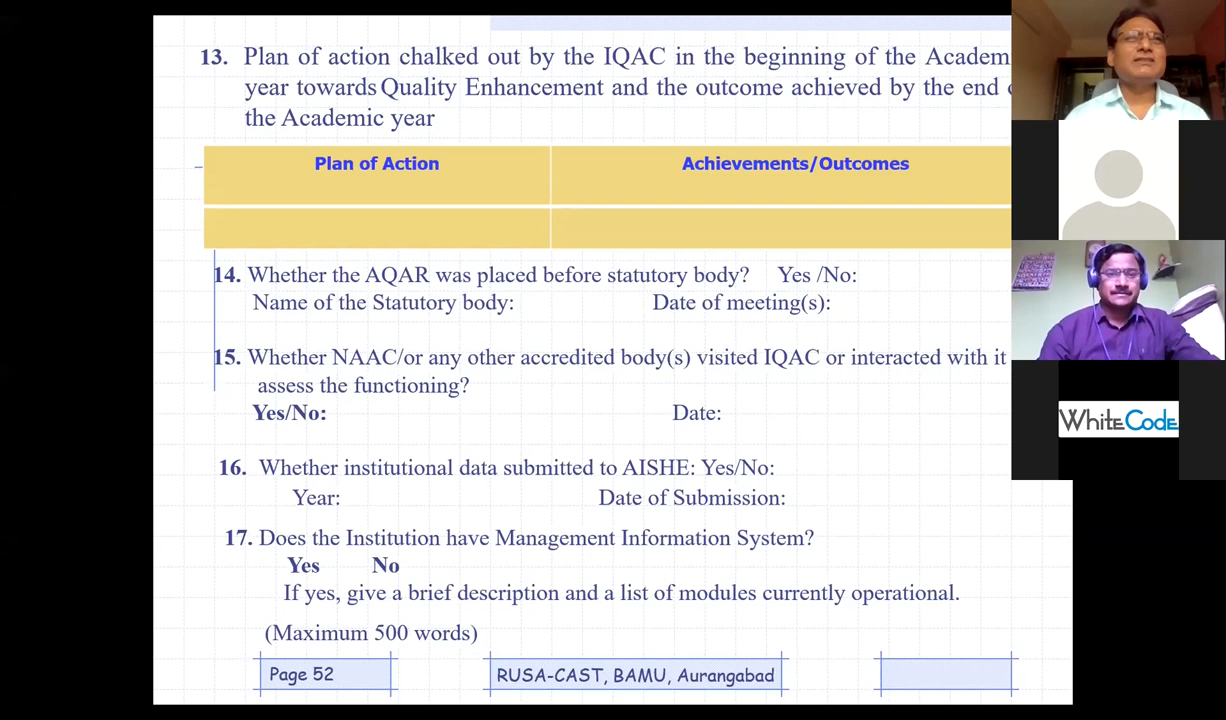 13. Plan of action chalked out by the IQAC in the beginning of the Academ
year towards Quality Enhancement and the outcome achieved by the end
the Academic year
Plan of Action Achievements/Outcomes
14. Whether the AQAR was placed before statutory body? Yes /No:
Name of the Statutory body: Date of meeting(s):
15. Whether NAAC/or any other accredited body(s) visited IQAC or interacted with it
assess the functioning?
Yes/No: Date:
WhiteCode
16. Whether institutional data submitted to AISHE: Yes/No:
Year: Date of Submission:
17. Does the Institution have Management Information System?
Yes No
If yes, give a brief description and a list of modules currently operational.
(Maximum 500 words)
Page 52 RUSA-CAST, BAMU, Aurangabad